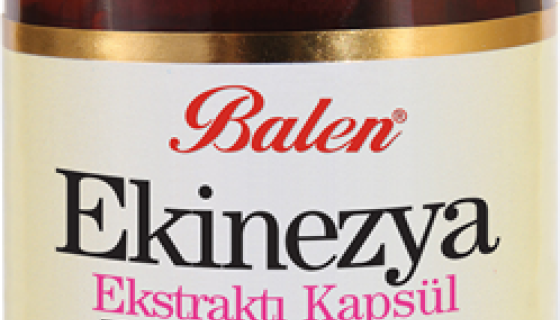 Balen®
Ekinezya
Ekstraktı Kapsül